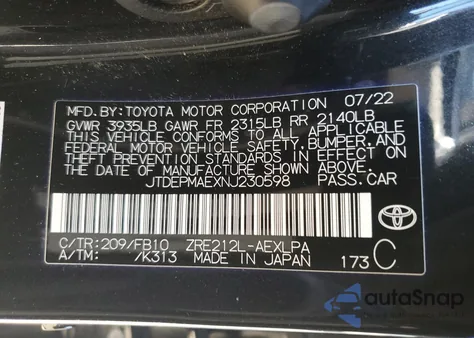 MFD.BY:TOYOTA MOTOR CORPORATION 07/22
GVWR 3935LB GAWR FR 2315LB RR 2140LB
THIS VEHICLE CONFORMS TO ALL APPLICABLE
FEDERAL MOTOR VEHICLE SAFETY,BUMPER,AND
THEFT PREVENTION STANDARDS IN EFFECT ON
THE DATE OF MANUFACTURE SHOWN ABOVE.
JTDEPMAEXNJ230598 PASS.CAR
C/TR:209/FB10 ZRE212L-AEXLPA
A/TM: /K313 MADE IN JAPAN 173 C
TOYOTA
autoSnap